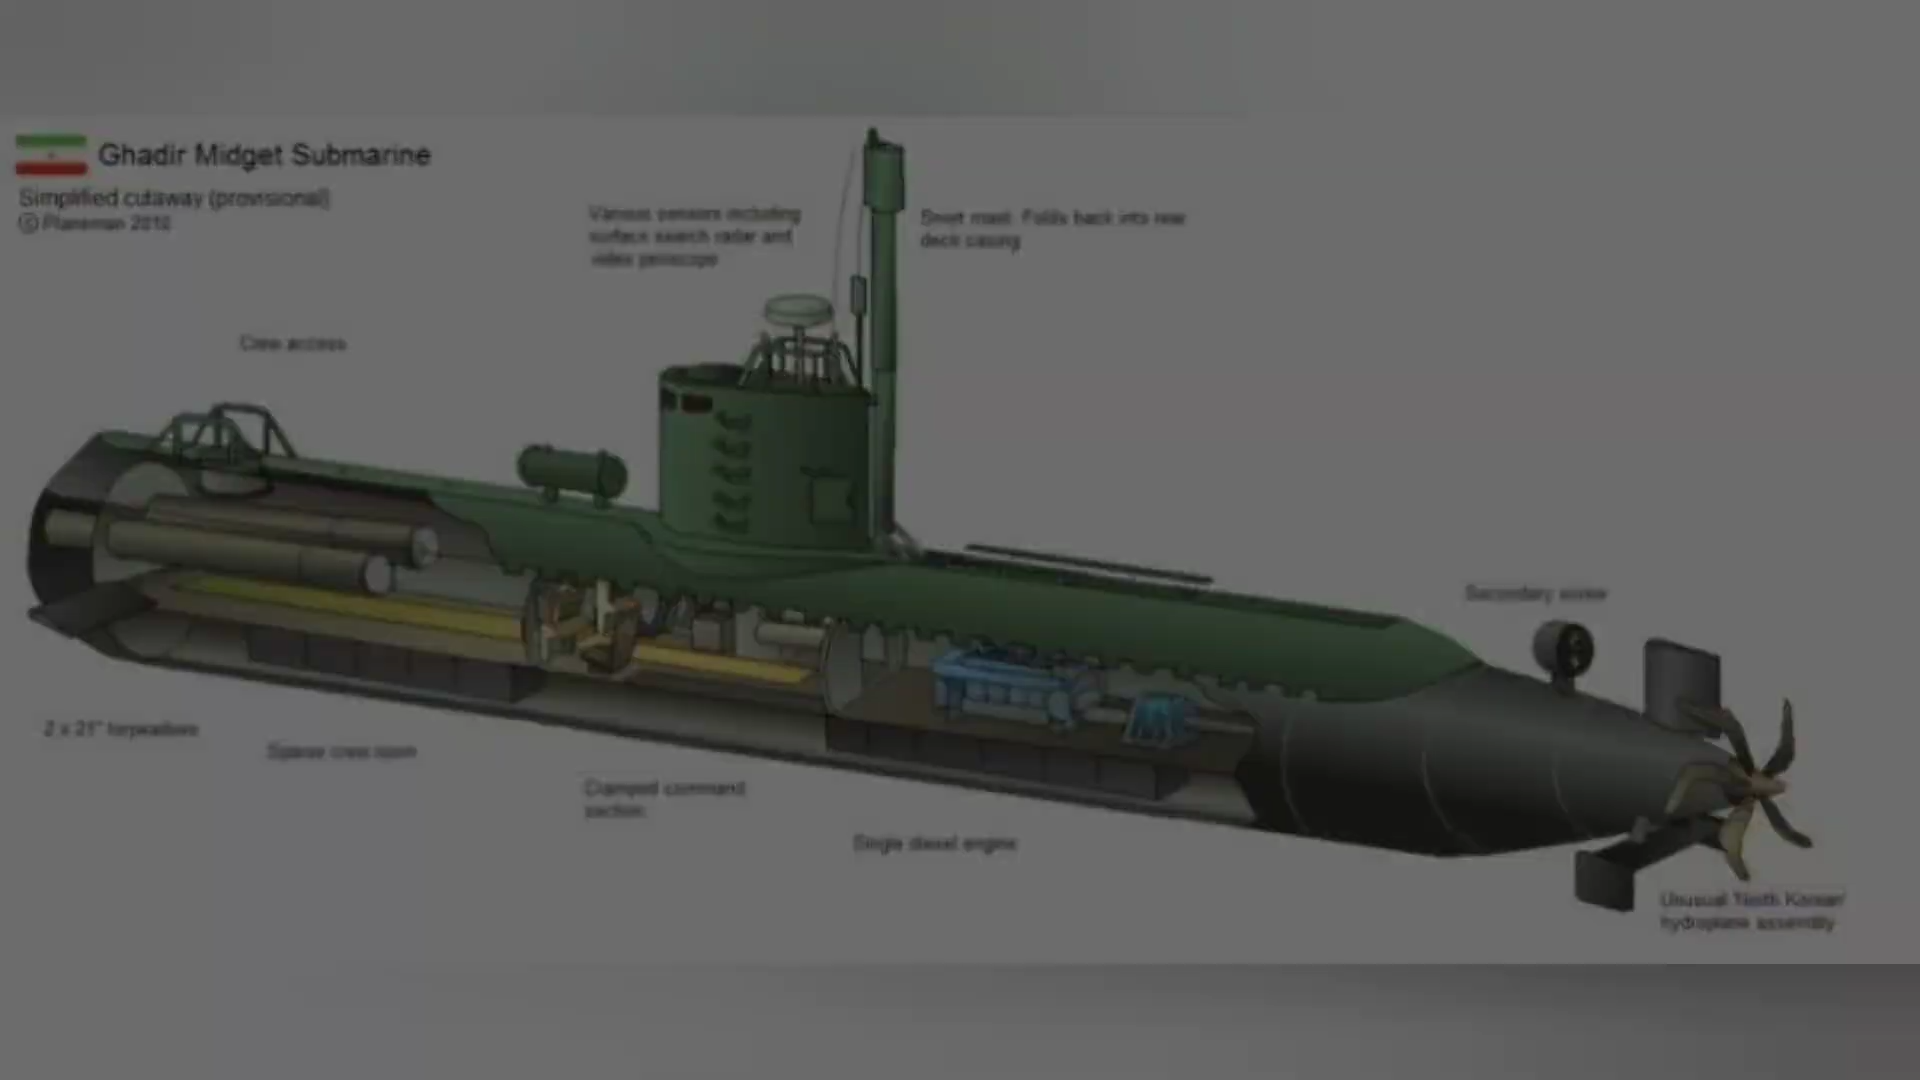 Ghadir Midget Submarine
Simplified cutaway (provisional)
© Planeman 2010
Various sensors including
surface search radar and
video periscope
Snort mast. Folds back into rear
deck casing
Crew access
Secondary screw
2 x 21" torpedoes
Sparse crew room
Cramped command
section
Single diesel engine
Unusual 'North Korean'
hydroplane assembly